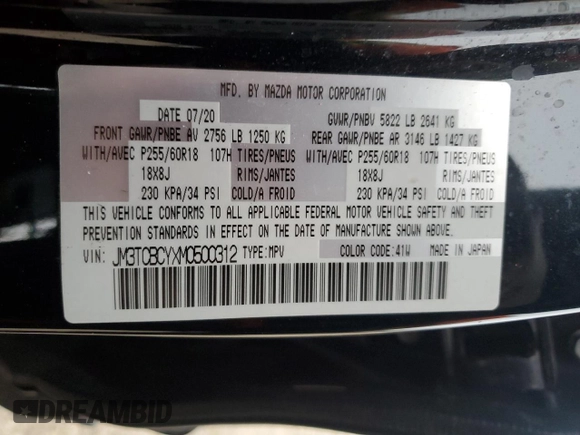 MFD. BY MAZDA MOTOR CORPORATION
DATE 07/20 GVWR/PNBV 5822 LB 2641 KG
FRONT GAWR/PNBE AV 2756 LB 1250 KG REAR GAWR/PNBE AR 3146 LB 1427 KG
WITH/AVEC P255/60R18 107H TIRES/PNEUS WITH/AVEC P255/60R18 107H TIRES/PNEUS
18X8J RIMS/JANTES 18X8J RIMS/JANTES
230 KPA/34 PSI COLD/A FROID 230 KPA/34 PSI COLD/A FROID
THIS VEHICLE CONFORMS TO ALL APPLICABLE FEDERAL MOTOR VEHICLE SAFETY AND THEFT
PREVENTION STANDARDS IN EFFECT ON THE DATE OF MANUFACTURE SHOWN ABOVE.
VIN: JM3TCBCYXM0500312 TYPE:MPV COLOR CODE:41W MADE IN JAPAN
DREAMBID